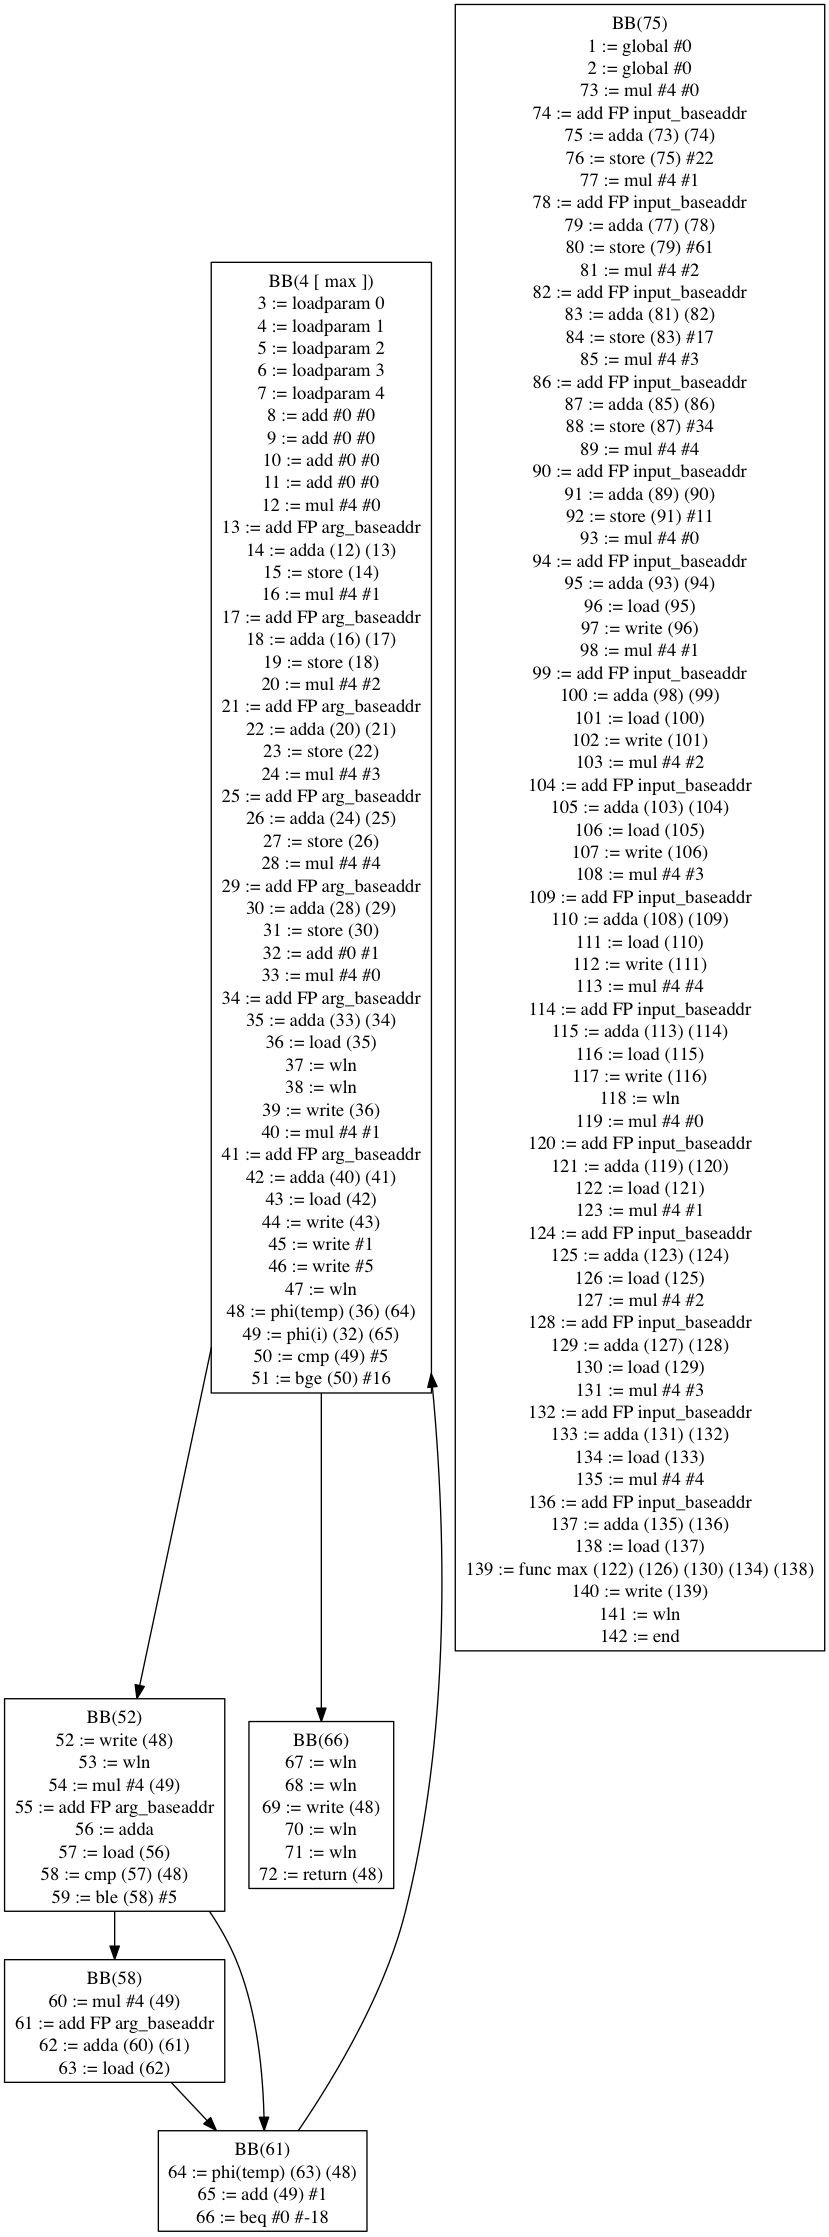 BB(75)
1 := global #0
2 := global #0
73 := mul #4 #0
74 := add FP input_baseaddr
75 := adda (73) (74)
76 := store (75) #22
77 := mul #4 #1
78 := add FP input_baseaddr
79 := adda (77) (78)
80 := store (79) #61
81 := mul #4 #2
82 := add FP input_baseaddr
83 := adda (81) (82)
84 := store (83) #17
85 := mul #4 #3
86 := add FP input_baseaddr
87 := adda (85) (86)
88 := store (87) #34
89 := mul #4 #4
90 := add FP input_baseaddr
91 := adda (89) (90)
92 := store (91) #11
93 := mul #4 #0
94 := add FP input_baseaddr
95 := adda (93) (94)
96 := load (95)
97 := write (96)
98 := mul #4 #1
99 := add FP input_baseaddr
100 := adda (98) (99)
101 := load (100)
102 := write (101)
103 := mul #4 #2
104 := add FP input_baseaddr
105 := adda (103) (104)
106 := load (105)
107 := write (106)
108 := mul #4 #3
109 := add FP input_baseaddr
110 := adda (108) (109)
111 := load (110)
112 := write (111)
113 := mul #4 #4
114 := add FP input_baseaddr
115 := adda (113) (114)
116 := load (115)
117 := write (116)
118 := wln
119 := mul #4 #0
120 := add FP input_baseaddr
121 := adda (119) (120)
122 := load (121)
123 := mul #4 #1
124 := add FP input_baseaddr
125 := adda (123) (124)
126 := load (125)
127 := mul #4 #2
128 := add FP input_baseaddr
129 := adda (127) (128)
130 := load (129)
131 := mul #4 #3
132 := add FP input_baseaddr
133 := adda (131) (132)
134 := load (133)
135 := mul #4 #4
136 := add FP input_baseaddr
137 := adda (135) (136)
138 := load (137)
139 := func max (122) (126) (130) (134) (138)
140 := write (139)
141 := wln
142 := end
BB(4 [ max ])
3 := loadparam 0
4 := loadparam 1
5 := loadparam 2
6 := loadparam 3
7 := loadparam 4
8 := add #0 #0
9 := add #0 #0
10 := add #0 #0
11 := add #0 #0
12 := mul #4 #0
13 := add FP arg_baseaddr
14 := adda (12) (13)
15 := store (14)
16 := mul #4 #1
17 := add FP arg_baseaddr
18 := adda (16) (17)
19 := store (18)
20 := mul #4 #2
21 := add FP arg_baseaddr
22 := adda (20) (21)
23 := store (22)
24 := mul #4 #3
25 := add FP arg_baseaddr
26 := adda (24) (25)
27 := store (26)
28 := mul #4 #4
29 := add FP arg_baseaddr
30 := adda (28) (29)
31 := store (30)
32 := add #0 #1
33 := mul #4 #0
34 := add FP arg_baseaddr
35 := adda (33) (34)
36 := load (35)
37 := wln
38 := wln
39 := write (36)
40 := mul #4 #1
41 := add FP arg_baseaddr
42 := adda (40) (41)
43 := load (42)
44 := write (43)
45 := write #1
46 := write #5
47 := wln
48 := phi(temp) (36) (64)
49 := phi(i) (32) (65)
50 := cmp (49) #5
51 := bge (50) #16
BB(52)
52 := write (48)
53 := wln
54 := mul #4 (49)
55 := add FP arg_baseaddr
56 := adda
57 := load (56)
58 := cmp (57) (48)
59 := ble (58) #5
BB(66)
67 := wln
68 := wln
69 := write (48)
70 := wln
71 := wln
72 := return (48)
BB(58)
60 := mul #4 (49)
61 := add FP arg_baseaddr
62 := adda (60) (61)
63 := load (62)
BB(61)
64 := phi(temp) (63) (48)
65 := add (49) #1
66 := beq #0 #-18